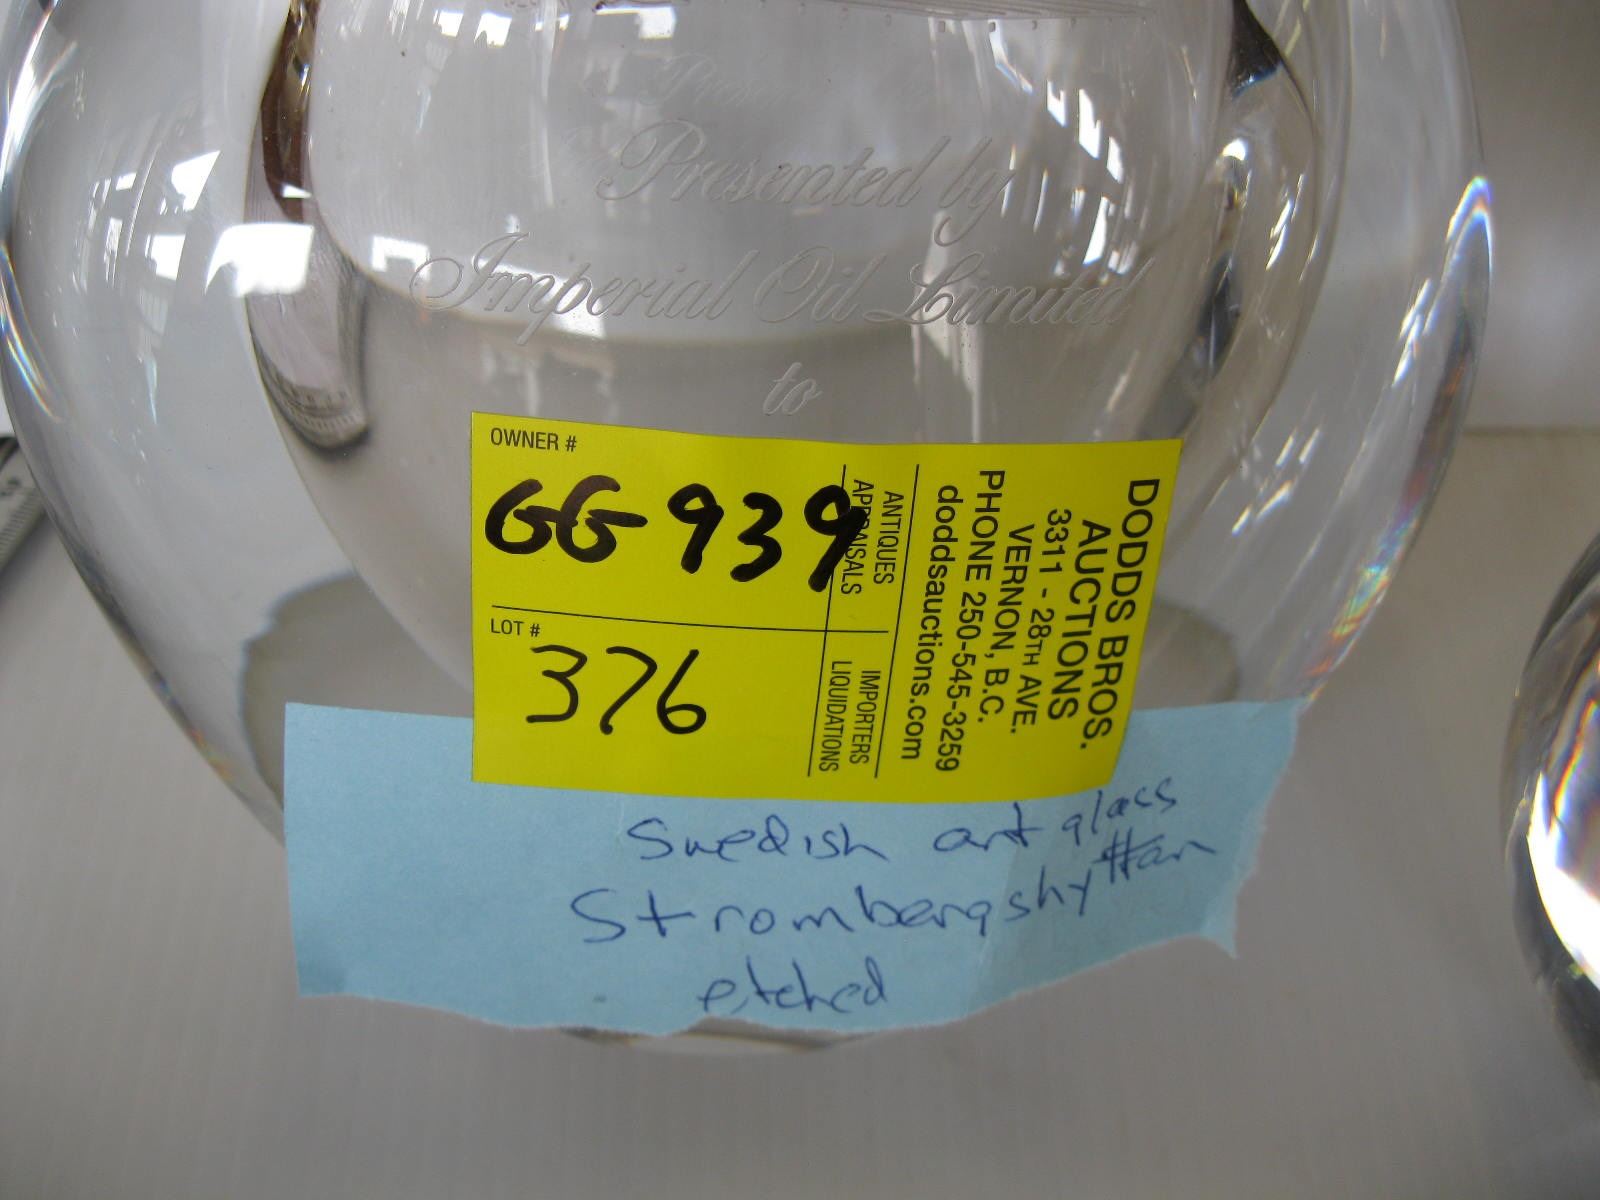 Presented by
Imperial Oil Limited
to
OWNER #
GG 939
LOT #
376
ANTIQUES
APPRAISALS
IMPORTERS
LIQUIDATIONS
DODDS BROS.
AUCTIONS
3311 - 28TH AVE.
VERNON, B.C.
PHONE 250-545-3259
doddsauctions.com
Swedish art glass
Strombergshyttan
etched